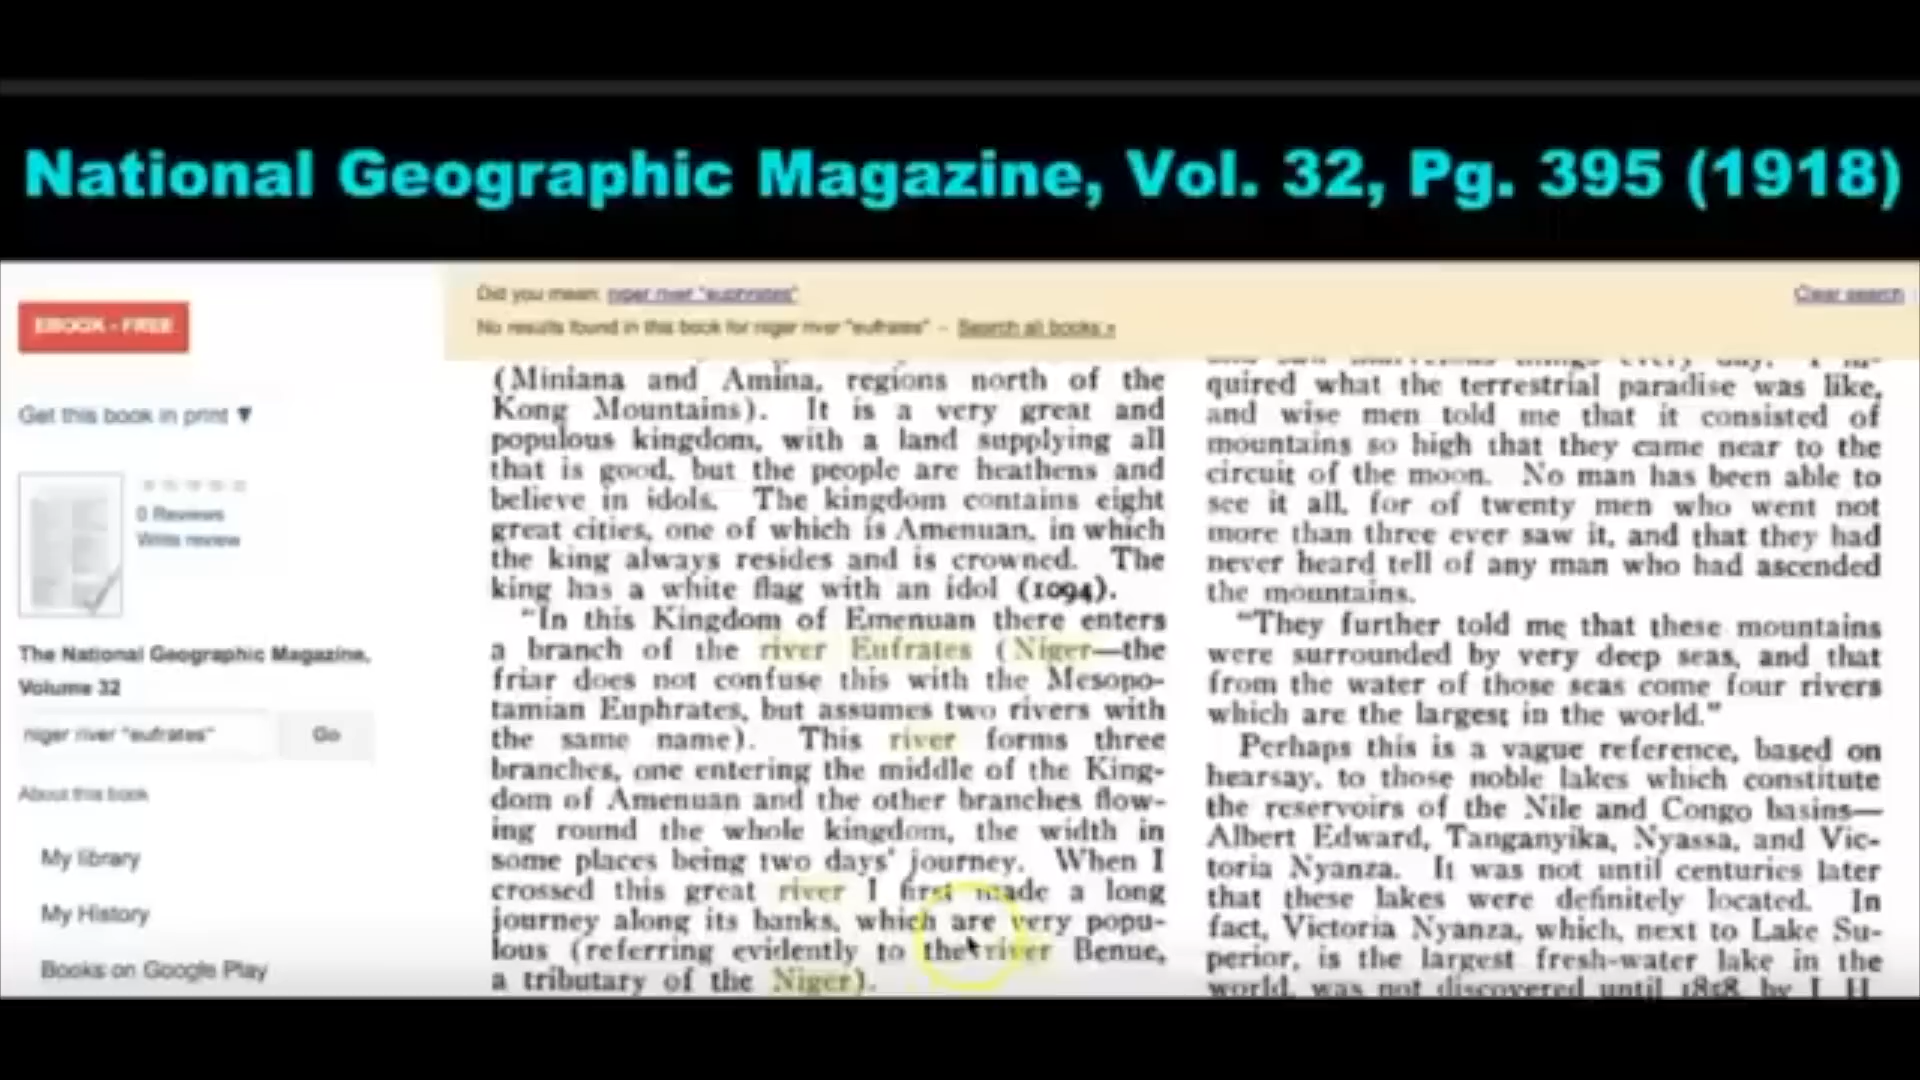 National Geographic Magazine, Vol. 32, Pg. 395 (1918)
Did you mean: niger river "euphrates"
Clear search
No results found in this book for niger river "eufrates" - Search all books »
EBOOK - FREE
Get this book in print ▼
0 Reviews
Write review
The National Geographic Magazine,
Volume 32
niger river "eufrates"
Go
About this book
My library
My History
Books on Google Play
(Miniana and Amina, regions north of the
Kong Mountains). It is a very great and
populous kingdom, with a land supplying all
that is good, but the people are heathens and
believe in idols. The kingdom contains eight
great cities, one of which is Amenuan, in which
the king always resides and is crowned. The
king has a white flag with an idol (1094).
"In this Kingdom of Emenuan there enters
a branch of the river Eufrates (Niger—the
friar does not confuse this with the Mesopo-
tamian Euphrates, but assumes two rivers with
the same name). This river forms three
branches, one entering the middle of the King-
dom of Amenuan and the other branches flow-
ing round the whole kingdom, the width in
some places being two days' journey. When I
crossed this great river I first made a long
journey along its banks, which are very popu-
lous (referring evidently to the river Benue,
a tributary of the Niger).
things every day. I in-
quired what the terrestrial paradise was like,
and wise men told me that it consisted of
mountains so high that they came near to the
circuit of the moon. No man has been able to
see it all, for of twenty men who went not
more than three ever saw it, and that they had
never heard tell of any man who had ascended
the mountains.
"They further told me that these mountains
were surrounded by very deep seas, and that
from the water of those seas come four rivers
which are the largest in the world."
Perhaps this is a vague reference, based on
hearsay, to those noble lakes which constitute
the reservoirs of the Nile and Congo basins—
Albert Edward, Tanganyika, Nyassa, and Vic-
toria Nyanza. It was not until centuries later
that these lakes were definitely located. In
fact, Victoria Nyanza, which, next to Lake Su-
perior, is the largest fresh-water lake in the
world, was not discovered until 1858 by J. H.